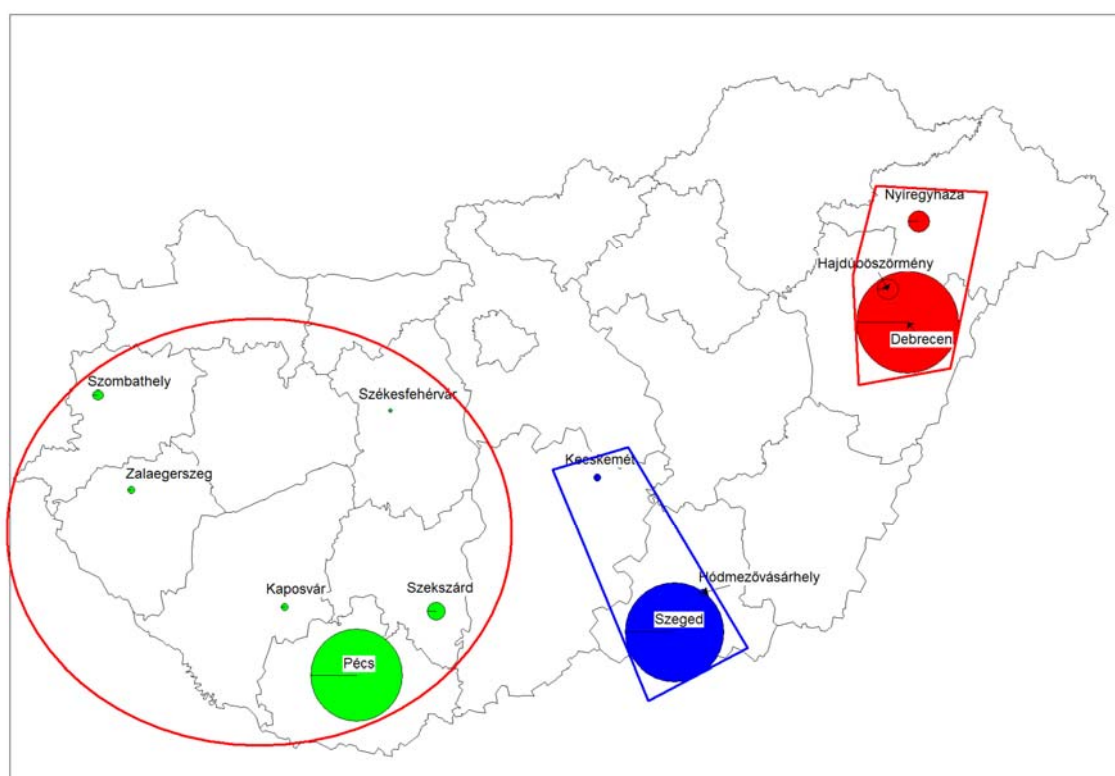 Nyíregyháza
Hajdúböszörmény
Debrecen
Szombathely
Székesfehérvár
Zalaegerszeg
Kecskemét
Kaposvár
Szekszárd
Hódmezővásárhely
Szeged
Pécs